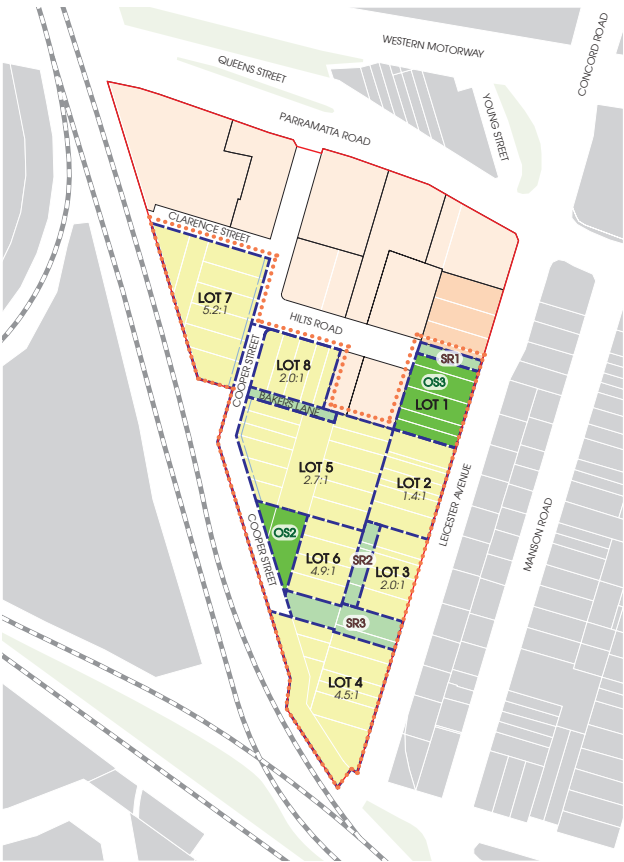 CONCORD ROAD
WESTERN MOTORWAY
QUEENS STREET
YOUNG STREET
PARRAMATTA ROAD
CLARENCE STREET
LOT 7
5.2:1
HILTS ROAD
COOPER STREET
LOT 8
2.0:1
SR1
OS3
LOT 1
BAKERS LANE
LOT 5
2.7:1
LOT 2
1.4:1
LEICESTER AVENUE
MANSON ROAD
COOPER STREET
OS2
LOT 6
4.9:1
SR2
LOT 3
2.0:1
SR3
LOT 4
4.5:1